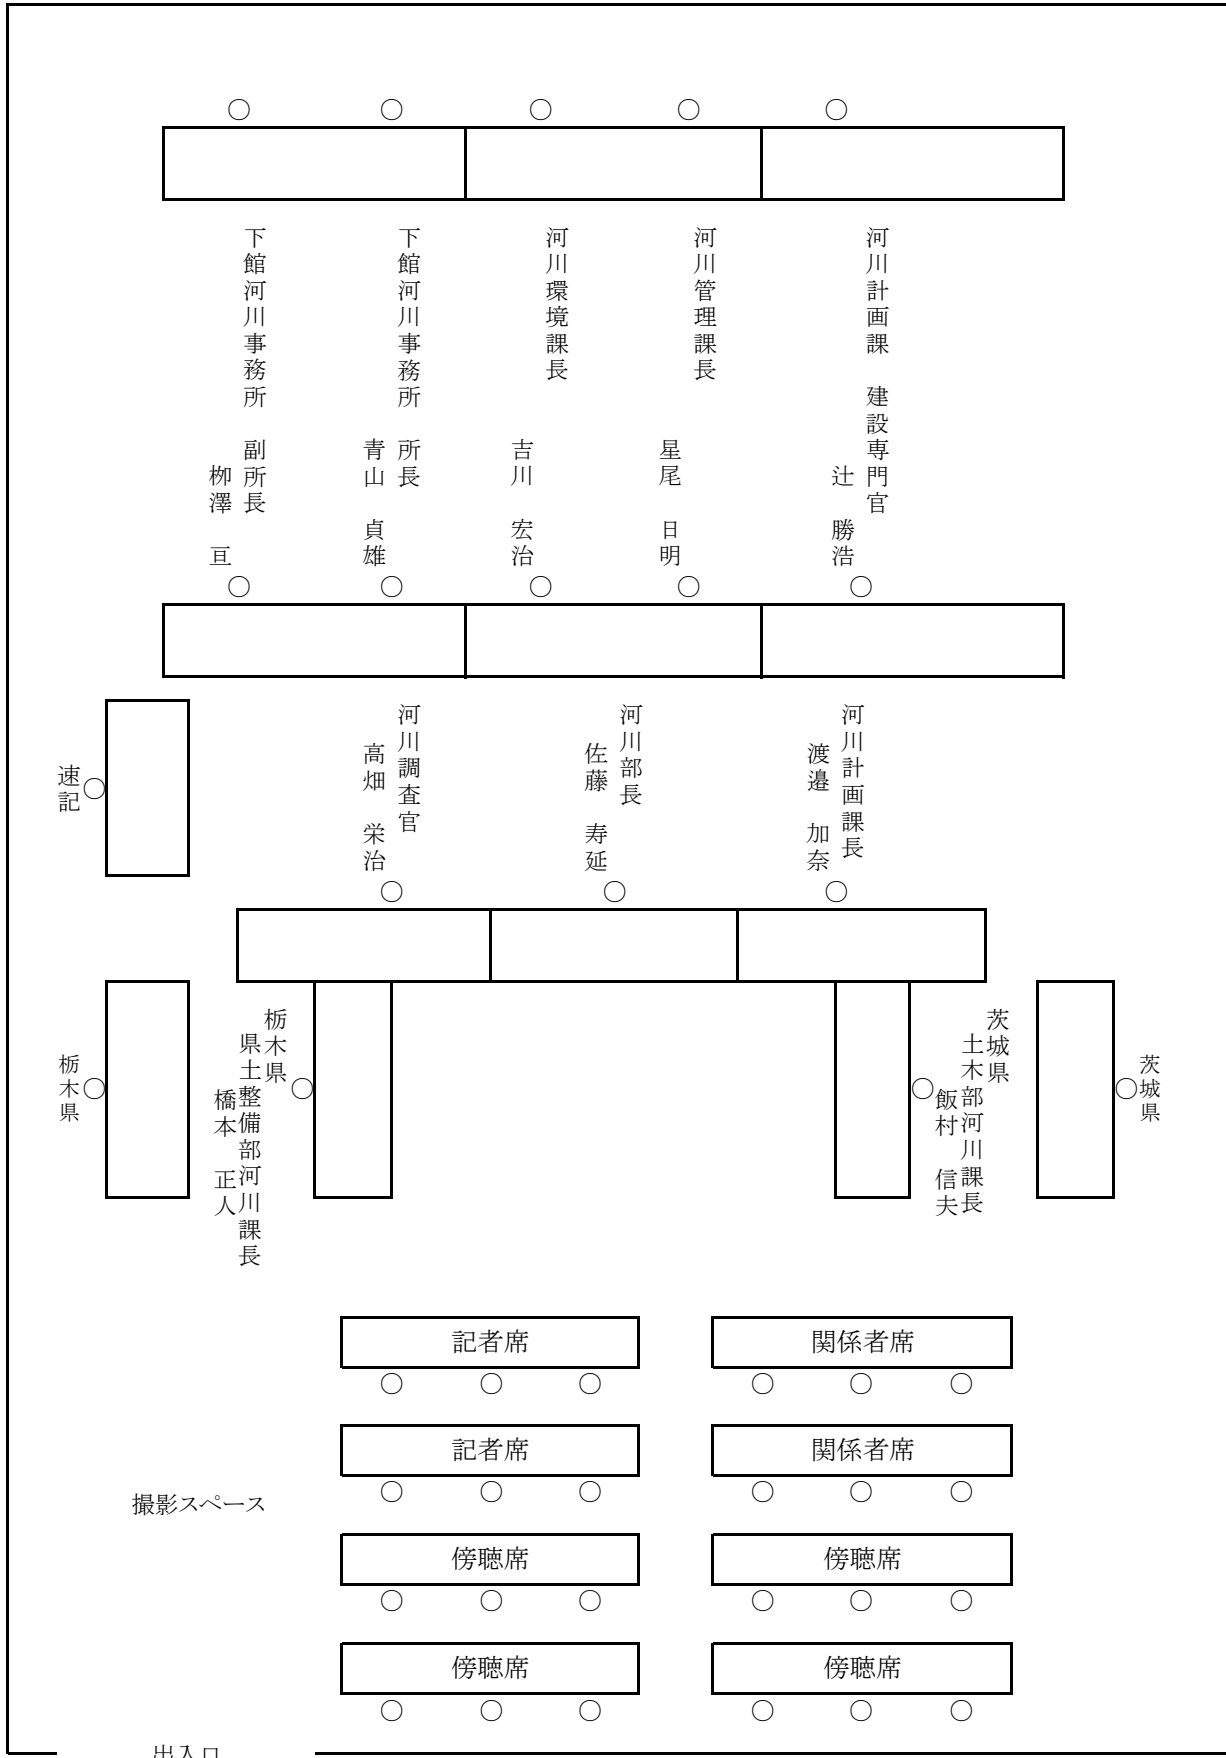 河川計画課 建設専門官
辻 勝浩
河川管理課長
星尾 日明
河川環境課長
吉川 宏治
下館河川事務所 所長
青山 貞雄
下館河川事務所 副所長
栁澤 亘
河川計画課長
渡邉 加奈
河川部長
佐藤 寿延
河川調査官
高畑 栄治
速記
茨城県
茨城県
土木部河川課長
飯村 信夫
栃木県
県土整備部河川課長
橋本 正人
栃木県
記者席
関係者席
記者席
関係者席
撮影スペース
傍聴席
傍聴席
傍聴席
傍聴席
出入口